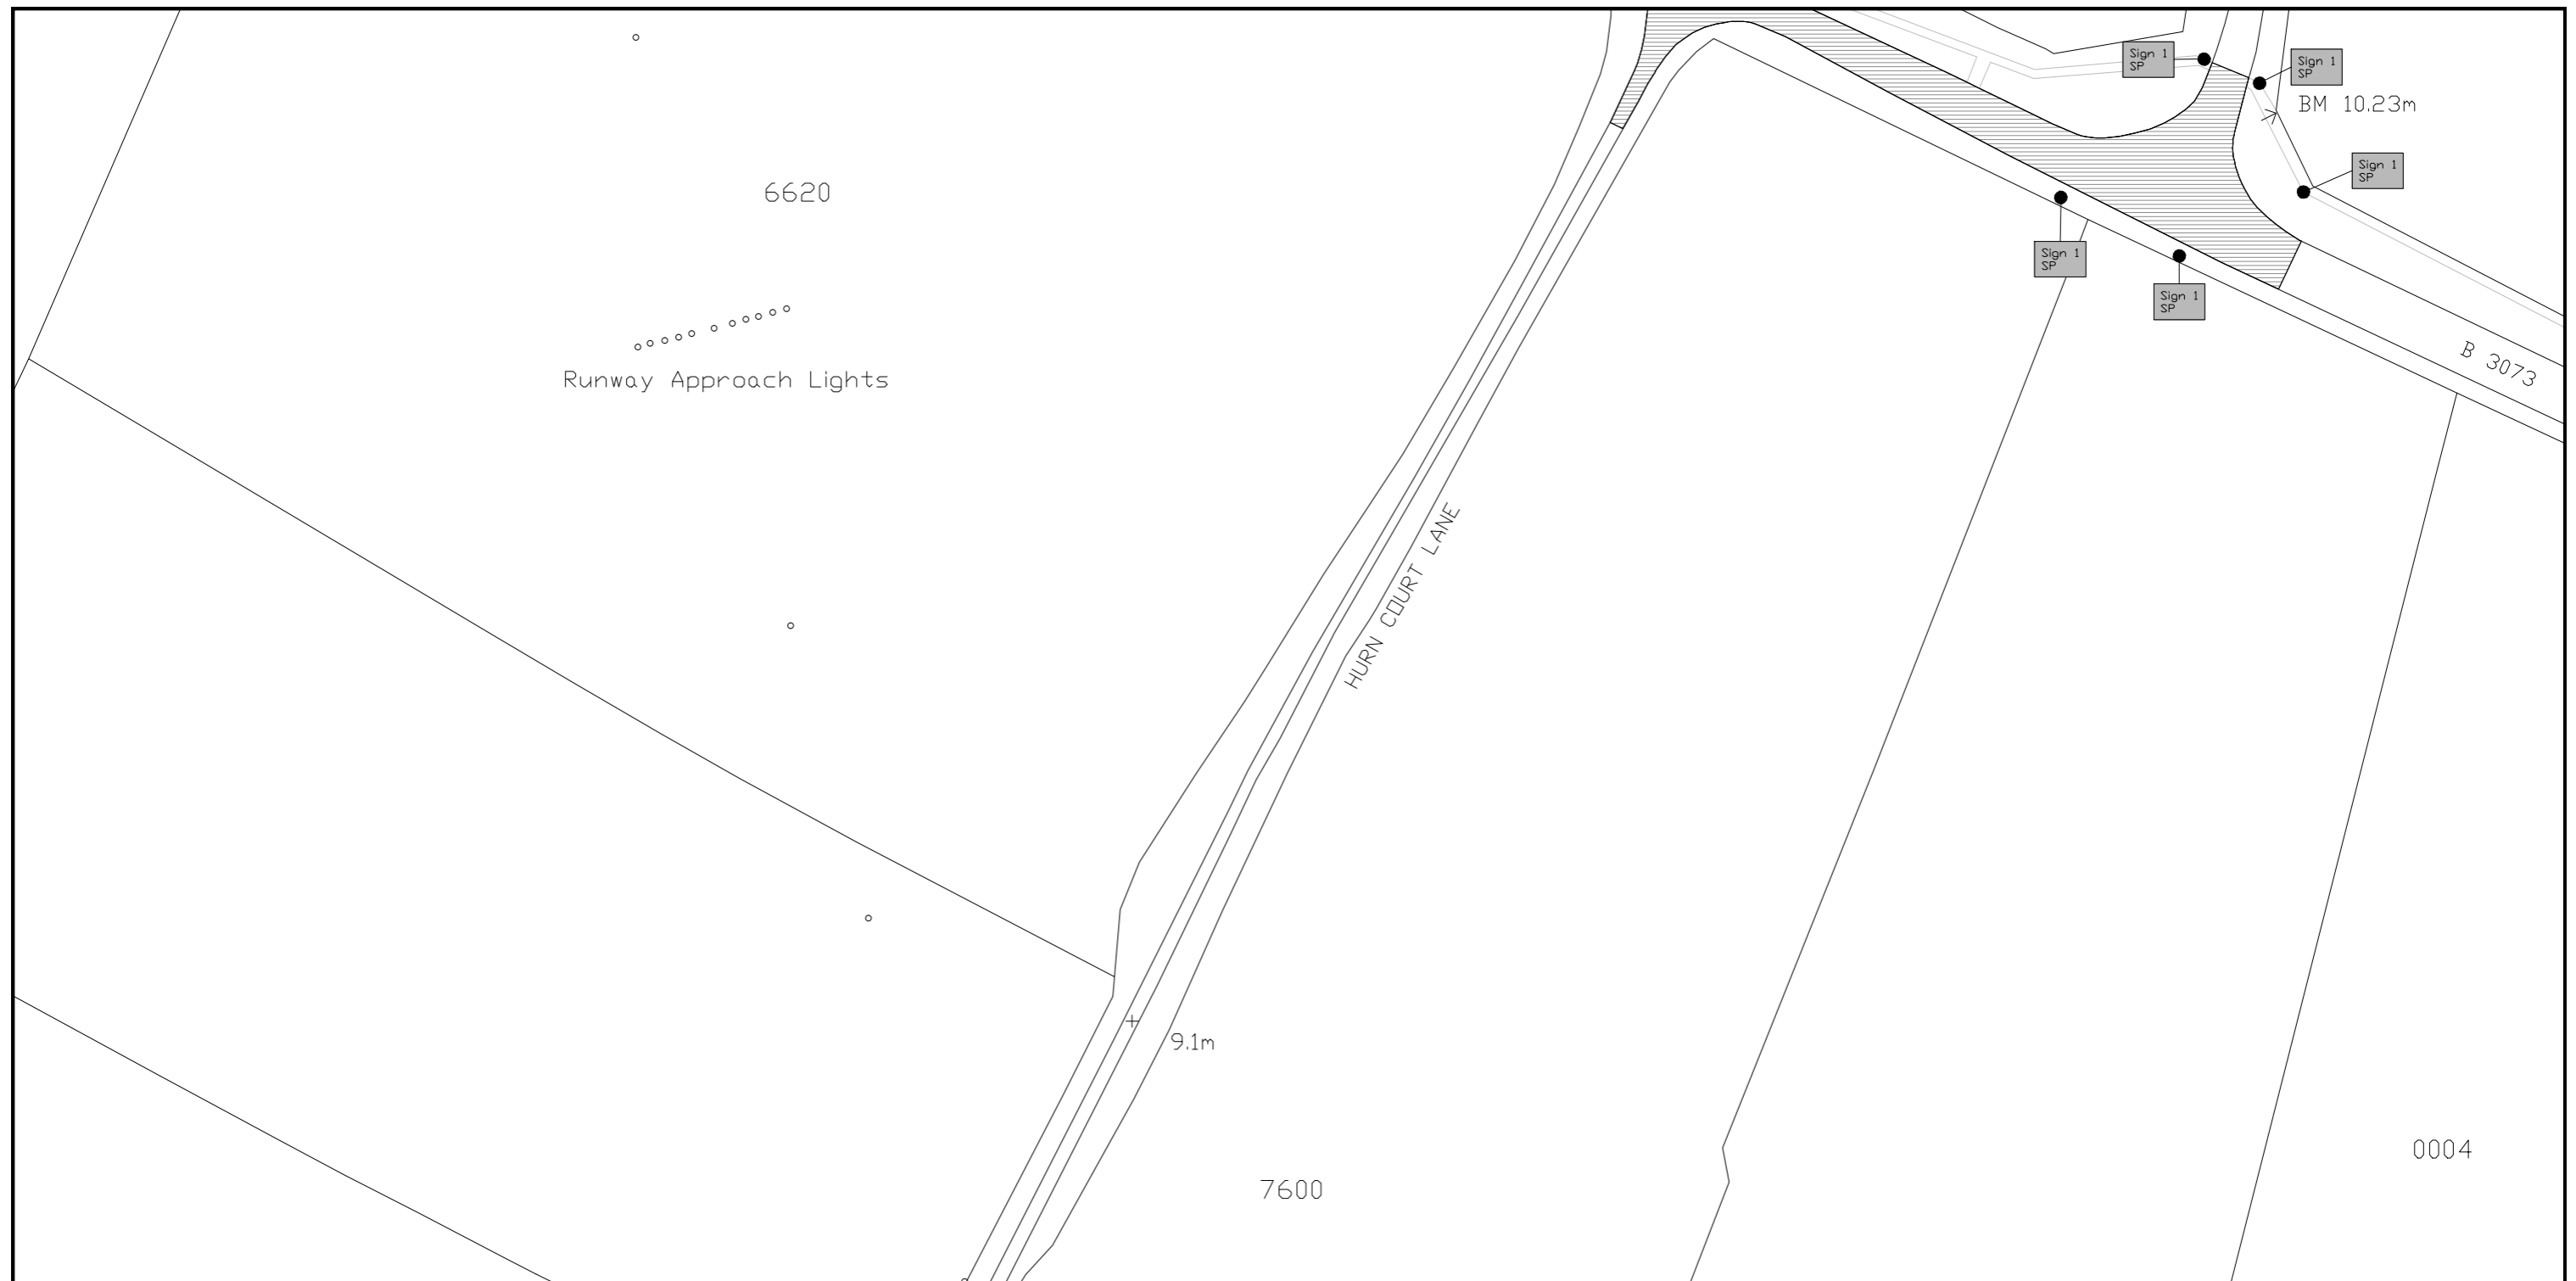 Sign 1
SP
Sign 1
SP
BM 10.23m
Sign 1
SP
6620
Sign 1
SP
Sign 1
SP
B 3073
Runway Approach Lights
HURN COURT LANE
9.1m
0004
7600